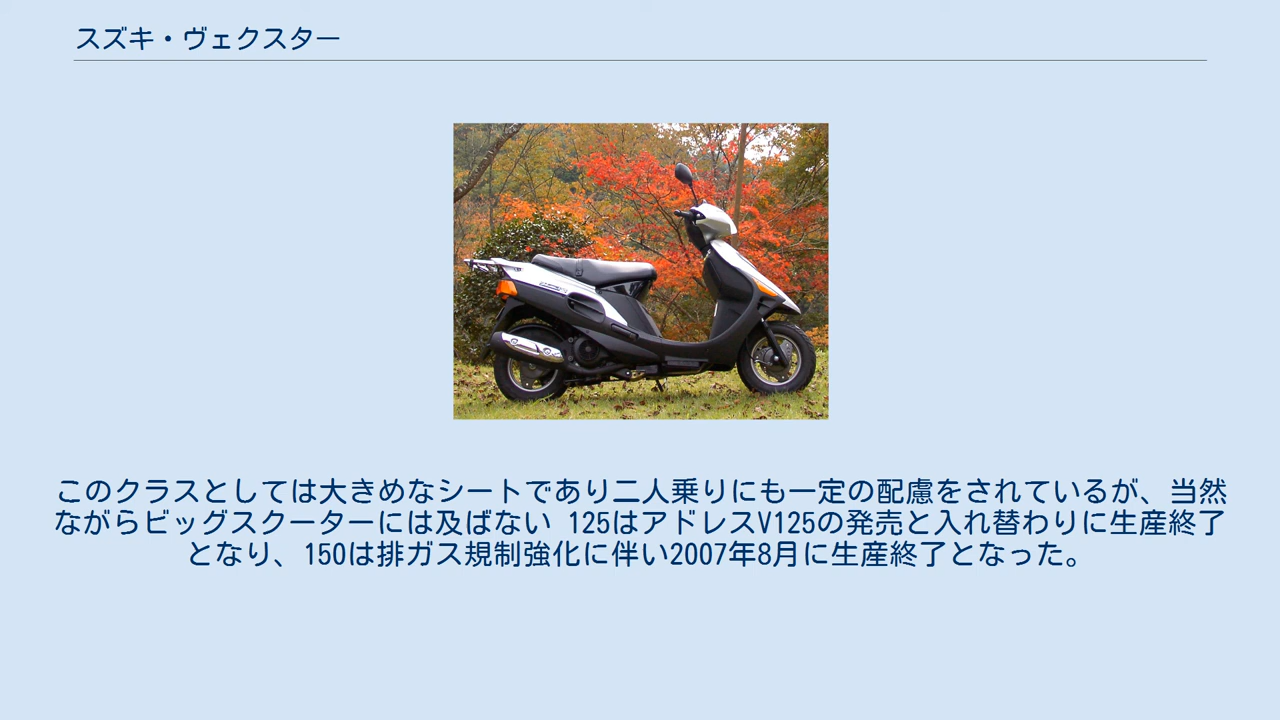 スズキ・ヴェクスター
このクラスとしては大きめなシートであり二人乗りにも一定の配慮をされているが、当然
ながらビッグスクーターには及ばない 125はアドレスV125の発売と入れ替わりに生産終了
となり、150は排ガス規制強化に伴い2007年8月に生産終了となった。